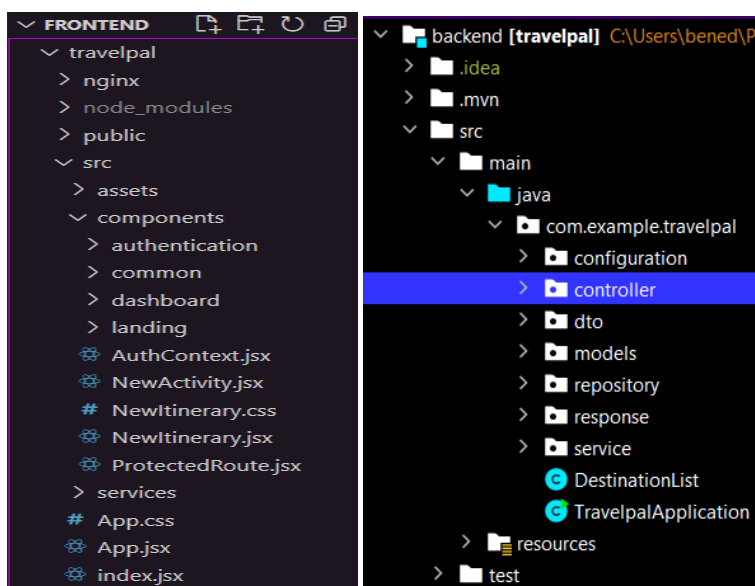 FRONTEND
travelpal
nginx
node_modules
public
src
assets
components
authentication
common
dashboard
landing
AuthContext.jsx
NewActivity.jsx
# NewItinerary.css
NewItinerary.jsx
ProtectedRoute.jsx
services
# App.css
App.jsx
index.jsx
backend [travelpal] C:\Users\bened\P
.idea
.mvn
src
main
java
com.example.travelpal
configuration
controller
dto
models
repository
response
service
C DestinationList
C TravelpalApplication
resources
test